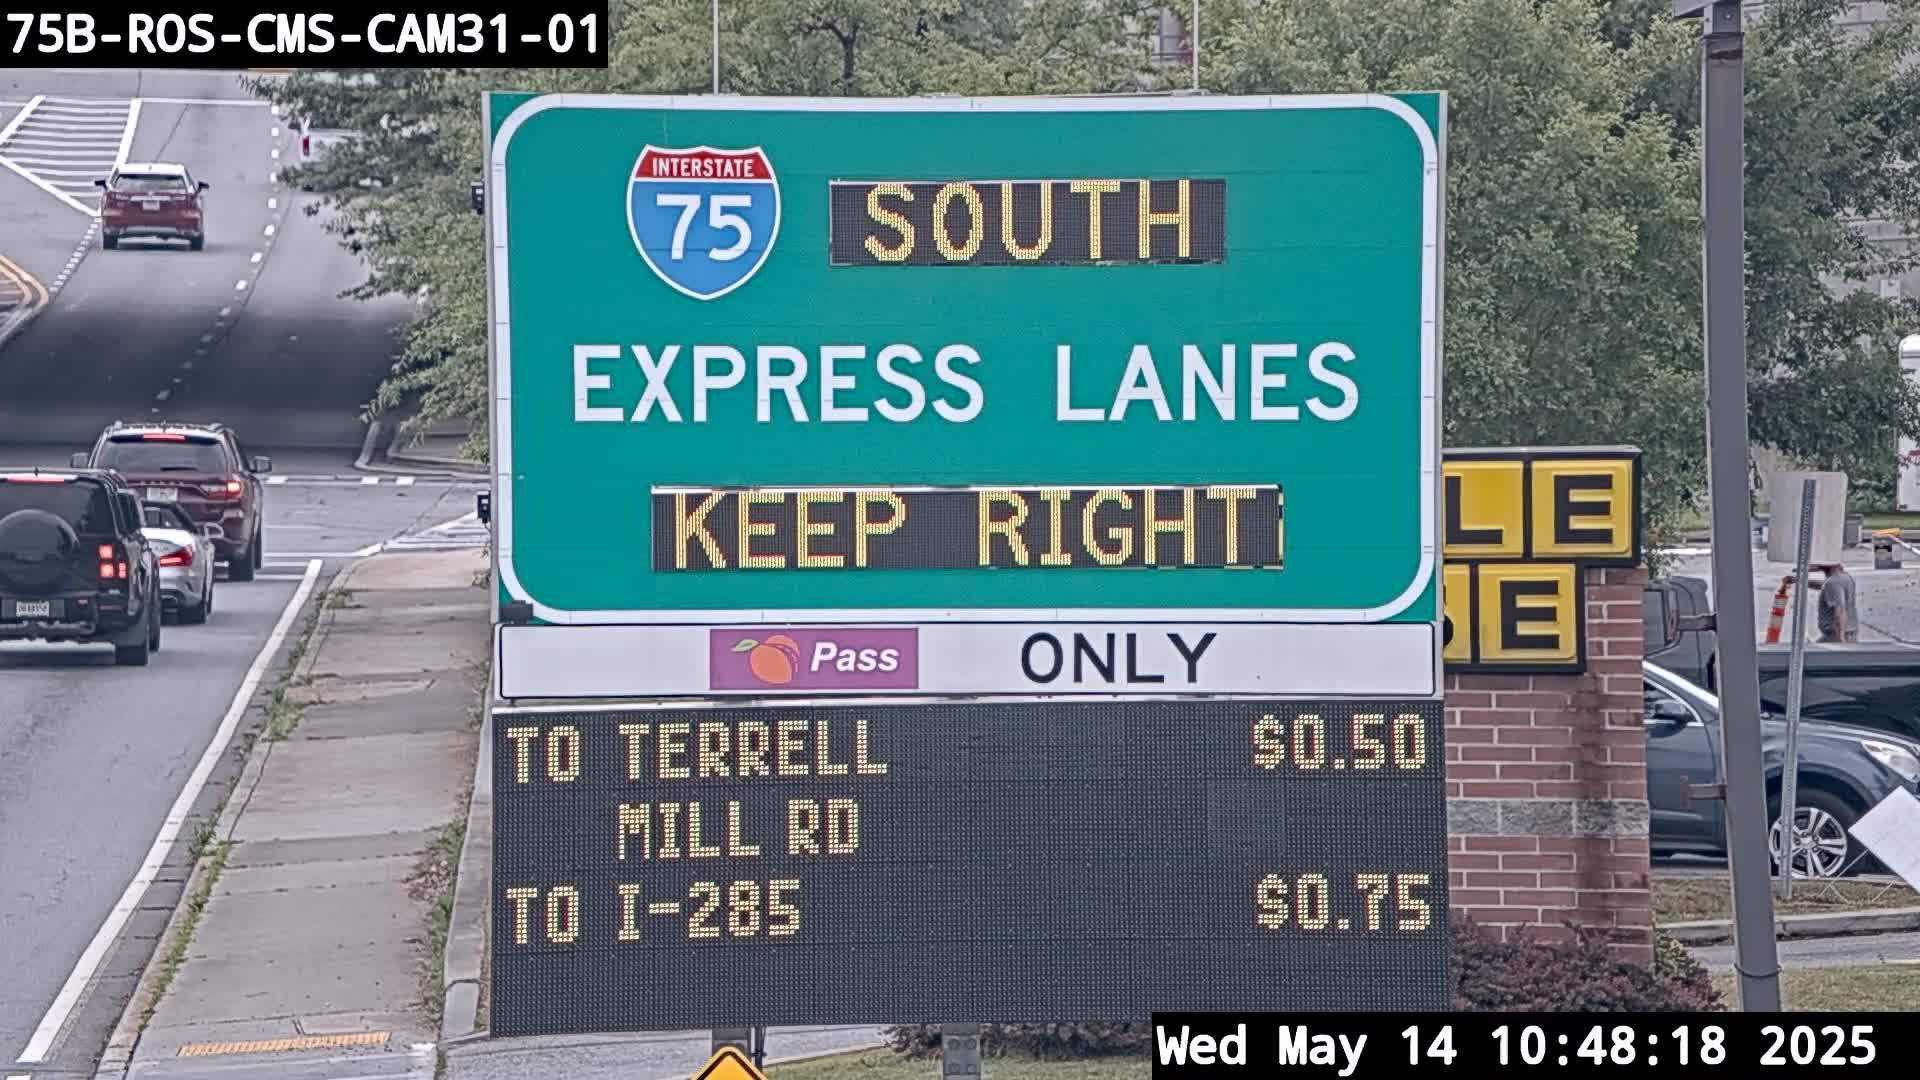 75B-ROS-CMS-CAM31-01
INTERSTATE
75
SOUTH
EXPRESS LANES
KEEP RIGHT
Pass ONLY
TO TERRELL $0.50
MILL RD
TO I-285 $0.75
LE
E
Wed May 14 10:48:18 2025